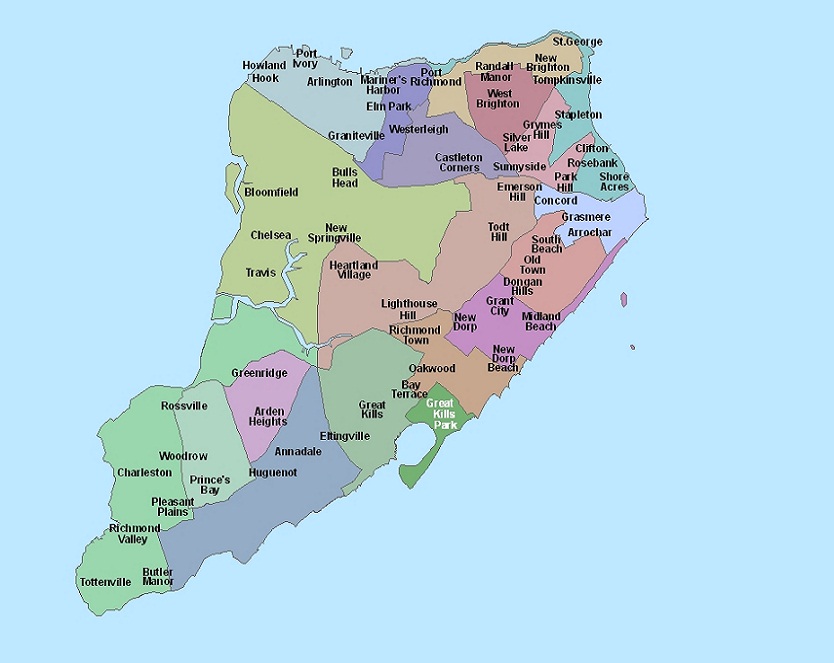 St.George
Port
Ivory
Howland
Hook
Arlington
Mariner's
Harbor
Port
Richmond
Randall
Manor
New
Brighton
Tompkinsville
Elm Park
West
Brighton
Stapleton
Graniteville
Westerleigh
Grymes
Hill
Silver
Lake
Clifton
Castleton
Corners
Sunnyside
Rosebank
Bulls
Head
Park
Hill
Shore
Acres
Bloomfield
Emerson
Hill
Concord
Grasmere
Chelsea
New
Springville
Todt
Hill
Arrochar
South
Beach
Travis
Heartland
Village
Old
Town
Dongan
Hills
Lighthouse
Hill
Grant
City
New
Dorp
Midland
Beach
Richmond
Town
New
Dorp
Beach
Greenridge
Oakwood
Bay
Terrace
Rossville
Arden
Heights
Great
Kills
Great
Kills
Park
Eltingville
Woodrow
Annadale
Charleston
Huguenot
Prince's
Bay
Pleasant
Plains
Richmond
Valley
Tottenville
Butler
Manor